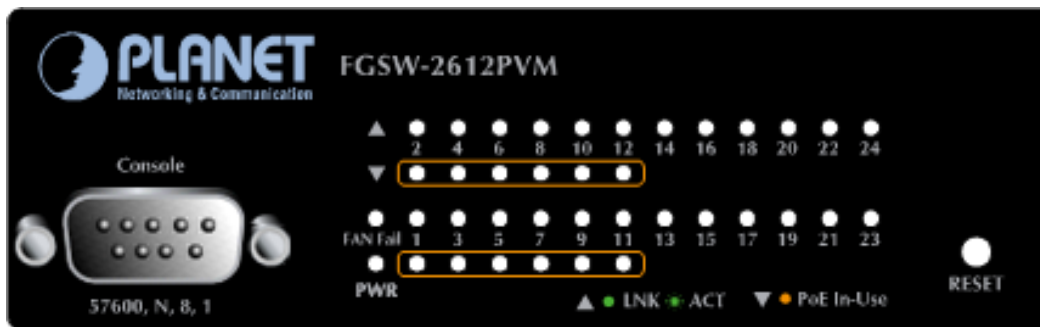 PLANET
Networking & Communication
FGSW-2612PVM
2 4 6 8 10 12 14 16 18 20 22 24
Console
FAN Fail 1 3 5 7 9 11 13 15 17 19 21 23
PWR
RESET
LNK ACT PoE In-Use
57600, N, 8, 1